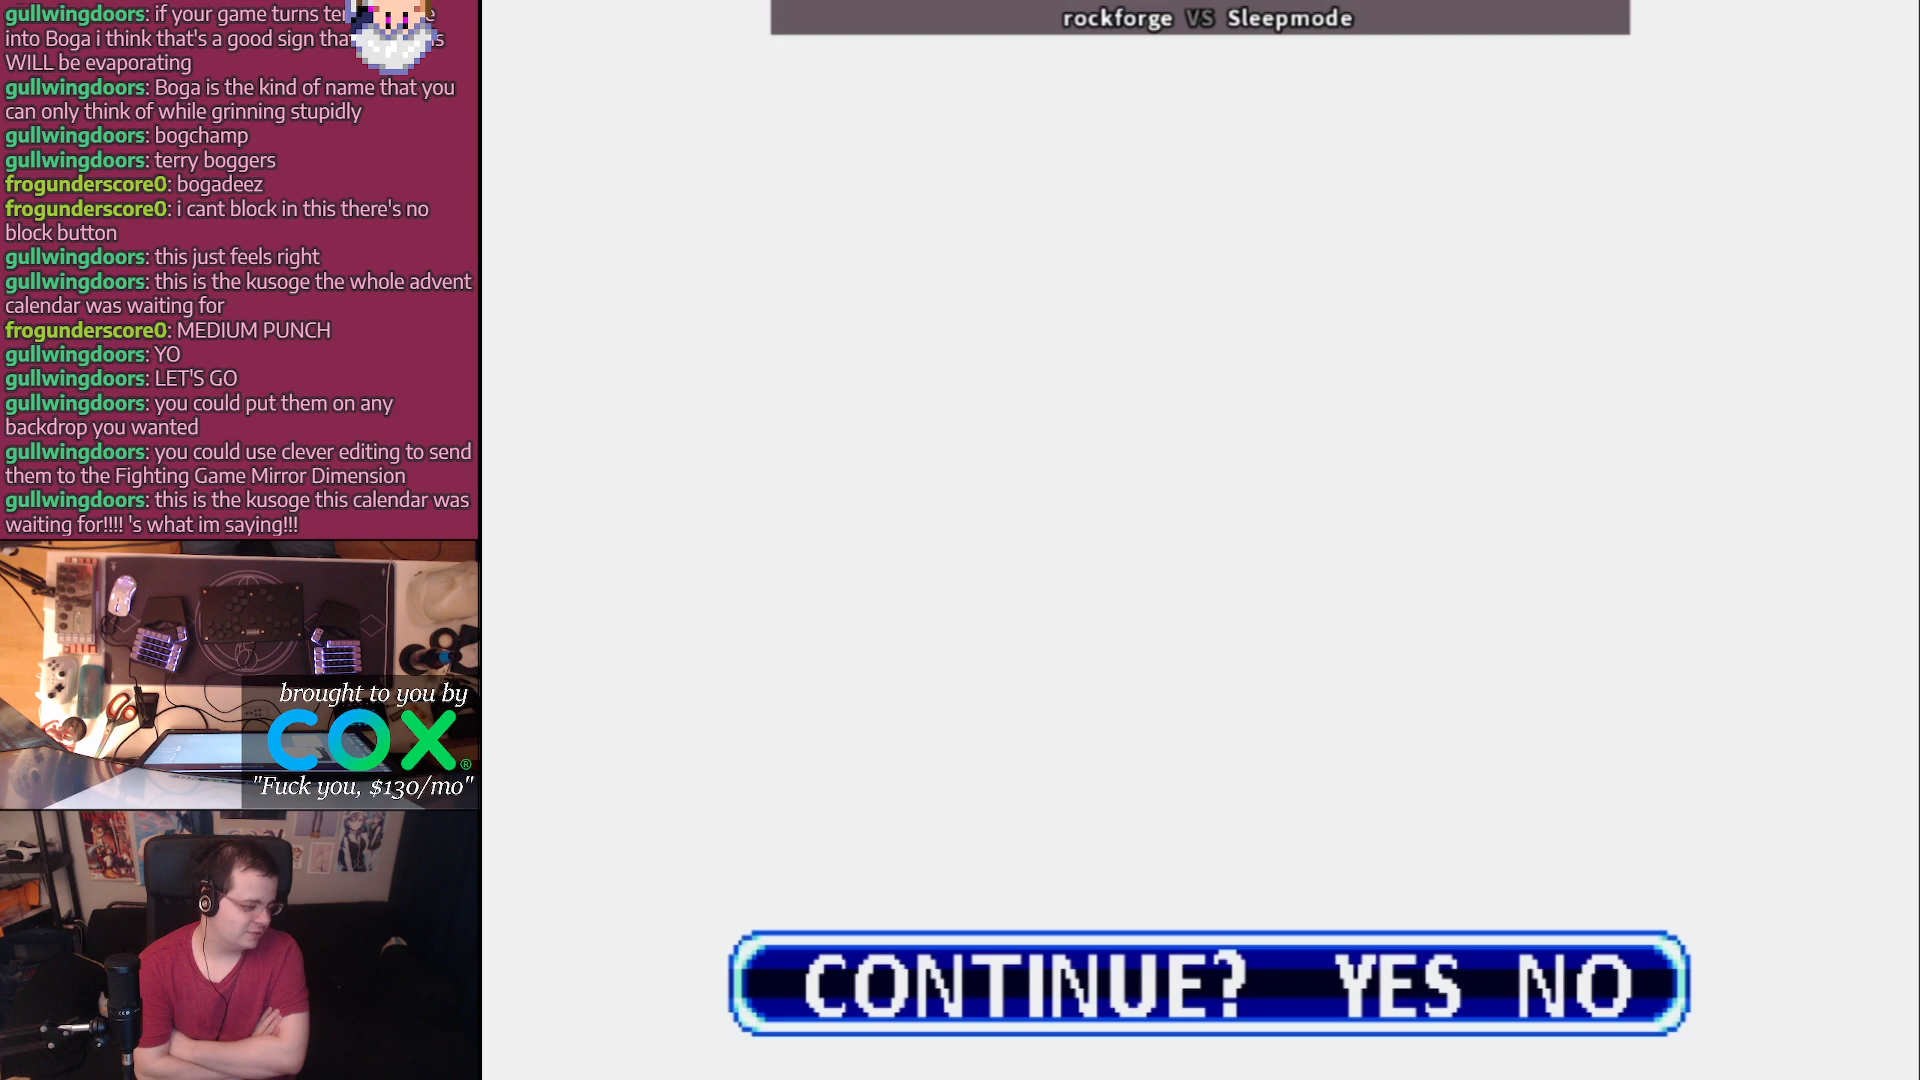 gullwingdoors: if your game turns te
into Boga i think that's a good sign tha
WILL be evaporating
gullwingdoors: Boga is the kind of name that you
can only think of while grinning stupidly
gullwingdoors: bogchamp
gullwingdoors: terry boggers
frogunderscore0: bogadeez
frogunderscore0: i cant block in this there's no
block button
gullwingdoors: this just feels right
gullwingdoors: this is the kusoge the whole advent
calendar was waiting for
frogunderscore0: MEDIUM PUNCH
gullwingdoors: YO
gullwingdoors: LET'S GO
gullwingdoors: you could put them on any
backdrop you wanted
gullwingdoors: you could use clever editing to send
them to the Fighting Game Mirror Dimension
gullwingdoors: this is the kusoge this calendar was
waiting for!!!! 's what im saying!!!
brought to you by
COX®
"Fuck you, $130/mo"
rockforge VS Sleepmode
CONTINUE? YES NO